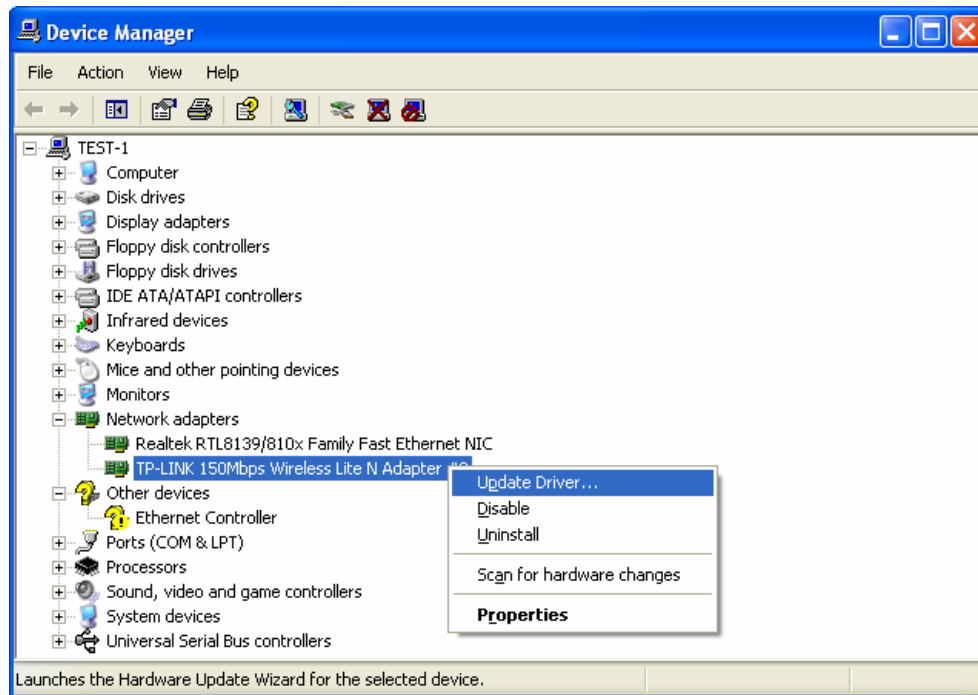 Device Manager
File Action View Help
TEST-1
Computer
Disk drives
Display adapters
Floppy disk controllers
Floppy disk drives
IDE ATA/ATAPI controllers
Infrared devices
Keyboards
Mice and other pointing devices
Monitors
Network adapters
Realtek RTL8139/810x Family Fast Ethernet NIC
TP-LINK 150Mbps Wireless Lite N Adapter
Update Driver...
Other devices
Disable
Ethernet Controller
Uninstall
Ports (COM & LPT)
Processors
Scan for hardware changes
Sound, video and game controllers
System devices
Properties
Universal Serial Bus controllers
Launches the Hardware Update Wizard for the selected device.